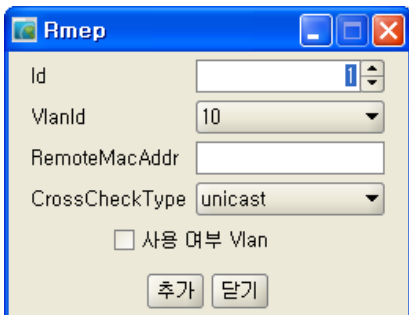 Rmep
Id 1
VlanId 10
RemoteMacAddr
CrossCheckType unicast
사용 여부 Vlan
추가 닫기